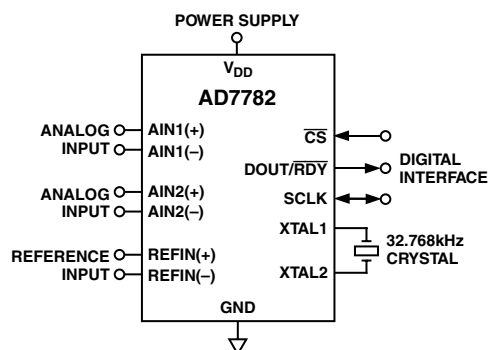 POWER SUPPLY
VDD
AD7782
ANALOG
INPUT
AIN1(+)
AIN1(–)
ANALOG
INPUT
AIN2(+)
AIN2(–)
REFERENCE
INPUT
REFIN(+)
REFIN(–)
CS
DOUT/RDY
SCLK
DIGITAL
INTERFACE
XTAL1
XTAL2
32.768kHz
CRYSTAL
GND